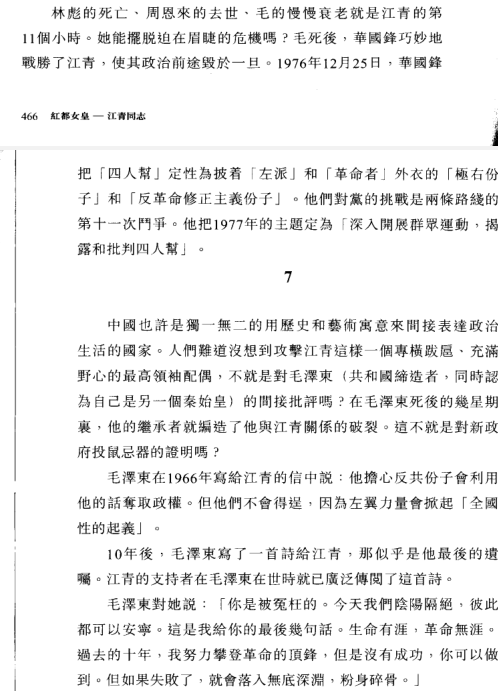 林彪的死亡、周恩來的去世、毛的慢慢衰老就是江青的第
11個小時。她能擺脱迫在眉睫的危機嗎？毛死後，華國鋒巧妙地
戰勝了江青，使其政治前途毀於一旦。1976年12月25日，華國鋒
466 紅都女皇 — 江青同志
把「四人幫」定性為披着「左派」和「革命者」外衣的「極右份
子」和「反革命修正主義份子」。他們對黨的挑戰是兩條路綫的
第十一次鬥爭。他把1977年的主題定為「深入開展群眾運動，揭
露和批判四人幫」。
7
中國也許是獨一無二的用歷史和藝術寓意來間接表達政治
生活的國家。人們難道沒想到攻擊江青這樣一個專橫跋扈、充滿
野心的最高領袖配偶，不就是對毛澤東（共和國締造者，同時認
為自己是另一個秦始皇）的間接批評嗎？在毛澤東死後的幾星期
裏，他的繼承者就編造了他與江青關係的破裂。這不就是對新政
府投鼠忌器的證明嗎？
毛澤東在1966年寫給江青的信中説：他擔心反共份子會利用
他的話奪取政權。但他們不會得逞，因為左翼力量會掀起「全國
性的起義」。
10年後，毛澤東寫了一首詩給江青，那似乎是他最後的遺
囑。江青的支持者在毛澤東在世時就已廣泛傳閲了這首詩。
毛澤東對她説：「你是被冤枉的。今天我們陰陽隔絕，彼此
都可以安寧。這是我給你的最後幾句話。生命有涯，革命無涯。
過去的十年，我努力攀登革命的頂鋒，但是沒有成功，你可以做
到。但如果失敗了，就會落入無底深淵，粉身碎骨。」